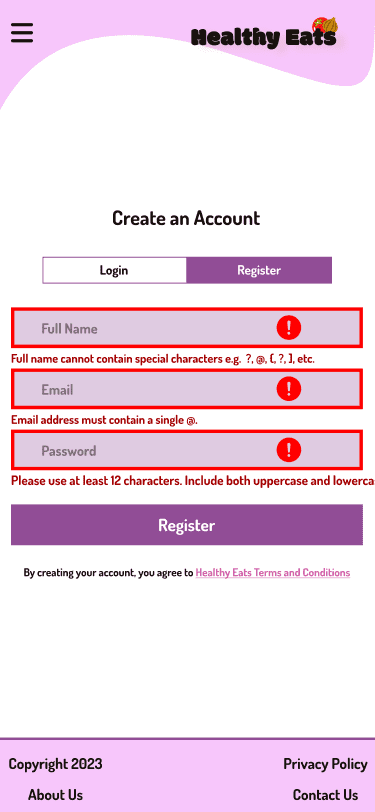 Healthy Eats
Create an Account
Login
Register
Full Name
!
Full name cannot contain special characters e.g. ?, @, [, ?, ], etc.
Email
!
Email address must contain a single @.
Password
!
Please use at least 12 characters. Include both uppercase and lowerca
Register
By creating your account, you agree to Healthy Eats Terms and Conditions
Copyright 2023
Privacy Policy
About Us
Contact Us